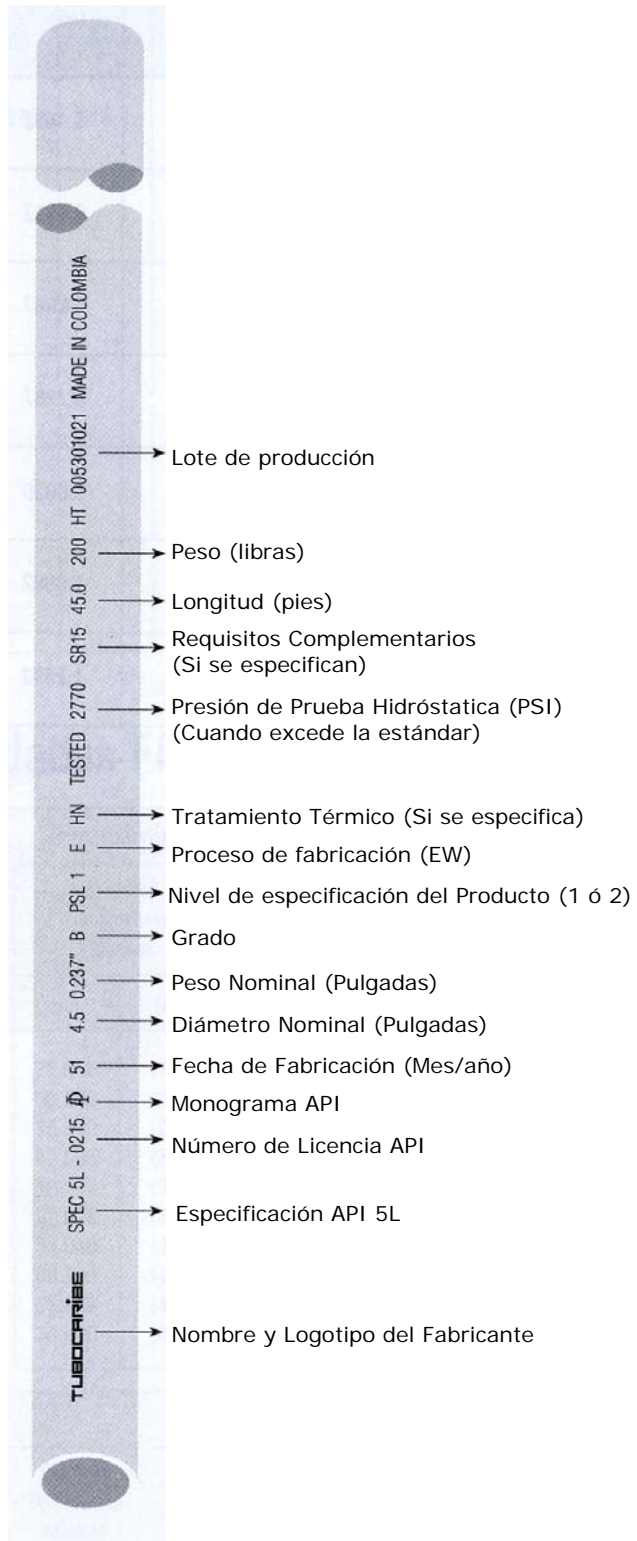 MADE IN COLOMBIA
HT 005301021
Lote de producción
200
Peso (libras)
45.0
Longitud (pies)
SR15
Requisitos Complementarios
(Si se especifican)
TESTED 2770
Presión de Prueba Hidróstatica (PSI)
(Cuando excede la estándar)
HN
Tratamiento Térmico (Si se especifica)
E
Proceso de fabricación (EW)
PSL 1
Nivel de especificación del Producto (1 ó 2)
B
Grado
0.237"
Peso Nominal (Pulgadas)
4.5
Diámetro Nominal (Pulgadas)
51
Fecha de Fabricación (Mes/año)
Monograma API
SPEC 5L - 0215
Número de Licencia API
Especificación API 5L
TUBOCARIBE
Nombre y Logotipo del Fabricante